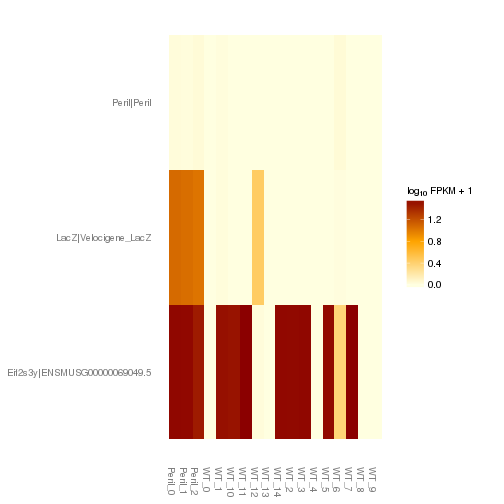 Peril|Peril
LacZ|Velocigene_LacZ
Eif2s3y|ENSMUSG00000069049.5
log10 FPKM + 1
1.2
0.8
0.4
0.0
Peril_0
Peril_1
Peril_2
WT_0
WT_1
WT_10
WT_11
WT_12
WT_13
WT_14
WT_2
WT_3
WT_4
WT_5
WT_6
WT_7
WT_8
WT_9